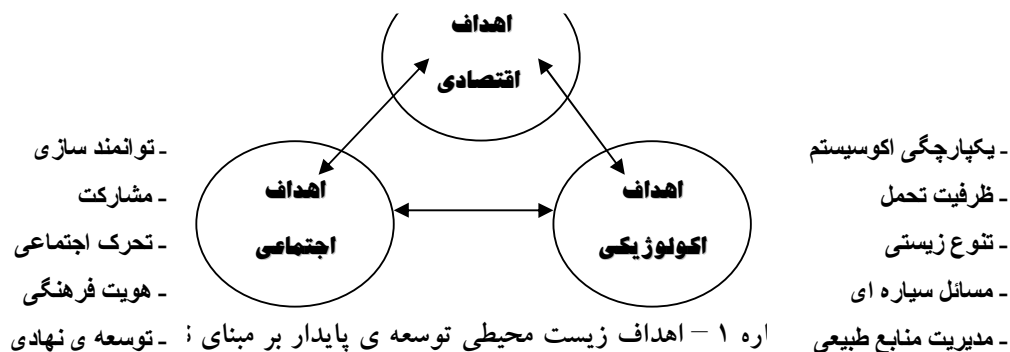 اهداف
اقتصادی
ـ یکپارچگی اکوسیستم
ـ ظرفیت تحمل
ـ تنوع زیستی
ـ مسائل سیاره ای
ـ مدیریت منابع طبیعی
اهداف
اکولوژیکی
اهداف
اجتماعی
ـ توانمند سازی
ـ مشارکت
ـ تحرک اجتماعی
ـ هویت فرهنگی
ـ توسعه ی نهادی
۱ – اهداف زیست محیطی توسعه ی پایدار بر مبنای